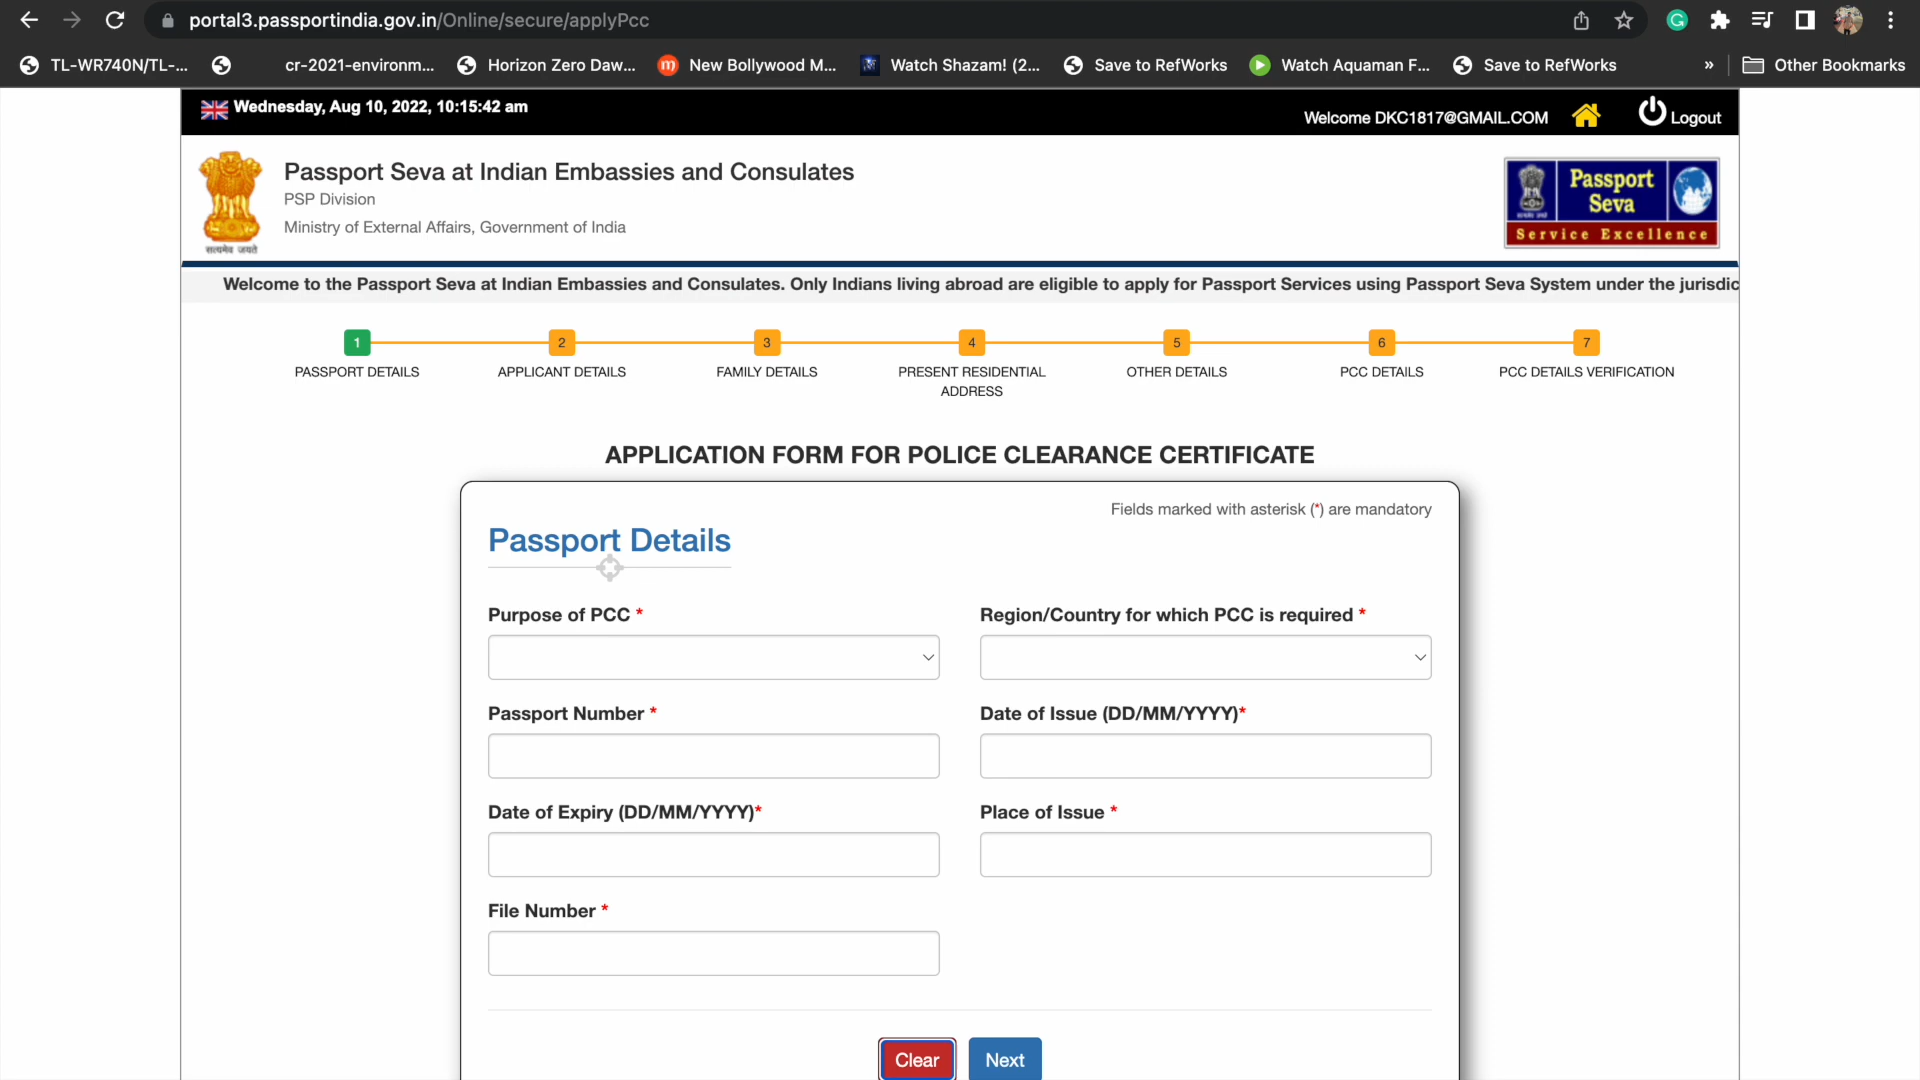 portal3.passportindia.gov.in/Online/secure/applyPcc
TL-WR740N/TL-... cr-2021-environm... Horizon Zero Daw... m New Bollywood M... Watch Shazam! (2... Save to RefWorks Watch Aquaman F... Save to RefWorks » Other Bookmarks
Wednesday, Aug 10, 2022, 10:15:42 am
Welcome DKC1817@GMAIL.COM Logout
Passport Seva at Indian Embassies and Consulates
PSP Division
Ministry of External Affairs, Government of India
सत्यमेव जयते
Passport
Seva
Service Excellence
Welcome to the Passport Seva at Indian Embassies and Consulates. Only Indians living abroad are eligible to apply for Passport Services using Passport Seva System under the jurisdic
1 2 3 4 5 6 7
PASSPORT DETAILS APPLICANT DETAILS FAMILY DETAILS PRESENT RESIDENTIAL OTHER DETAILS PCC DETAILS PCC DETAILS VERIFICATION
ADDRESS
APPLICATION FORM FOR POLICE CLEARANCE CERTIFICATE
Fields marked with asterisk (*) are mandatory
Passport Details
Purpose of PCC * Region/Country for which PCC is required *
Passport Number * Date of Issue (DD/MM/YYYY)*
Date of Expiry (DD/MM/YYYY)* Place of Issue *
File Number *
Clear Next